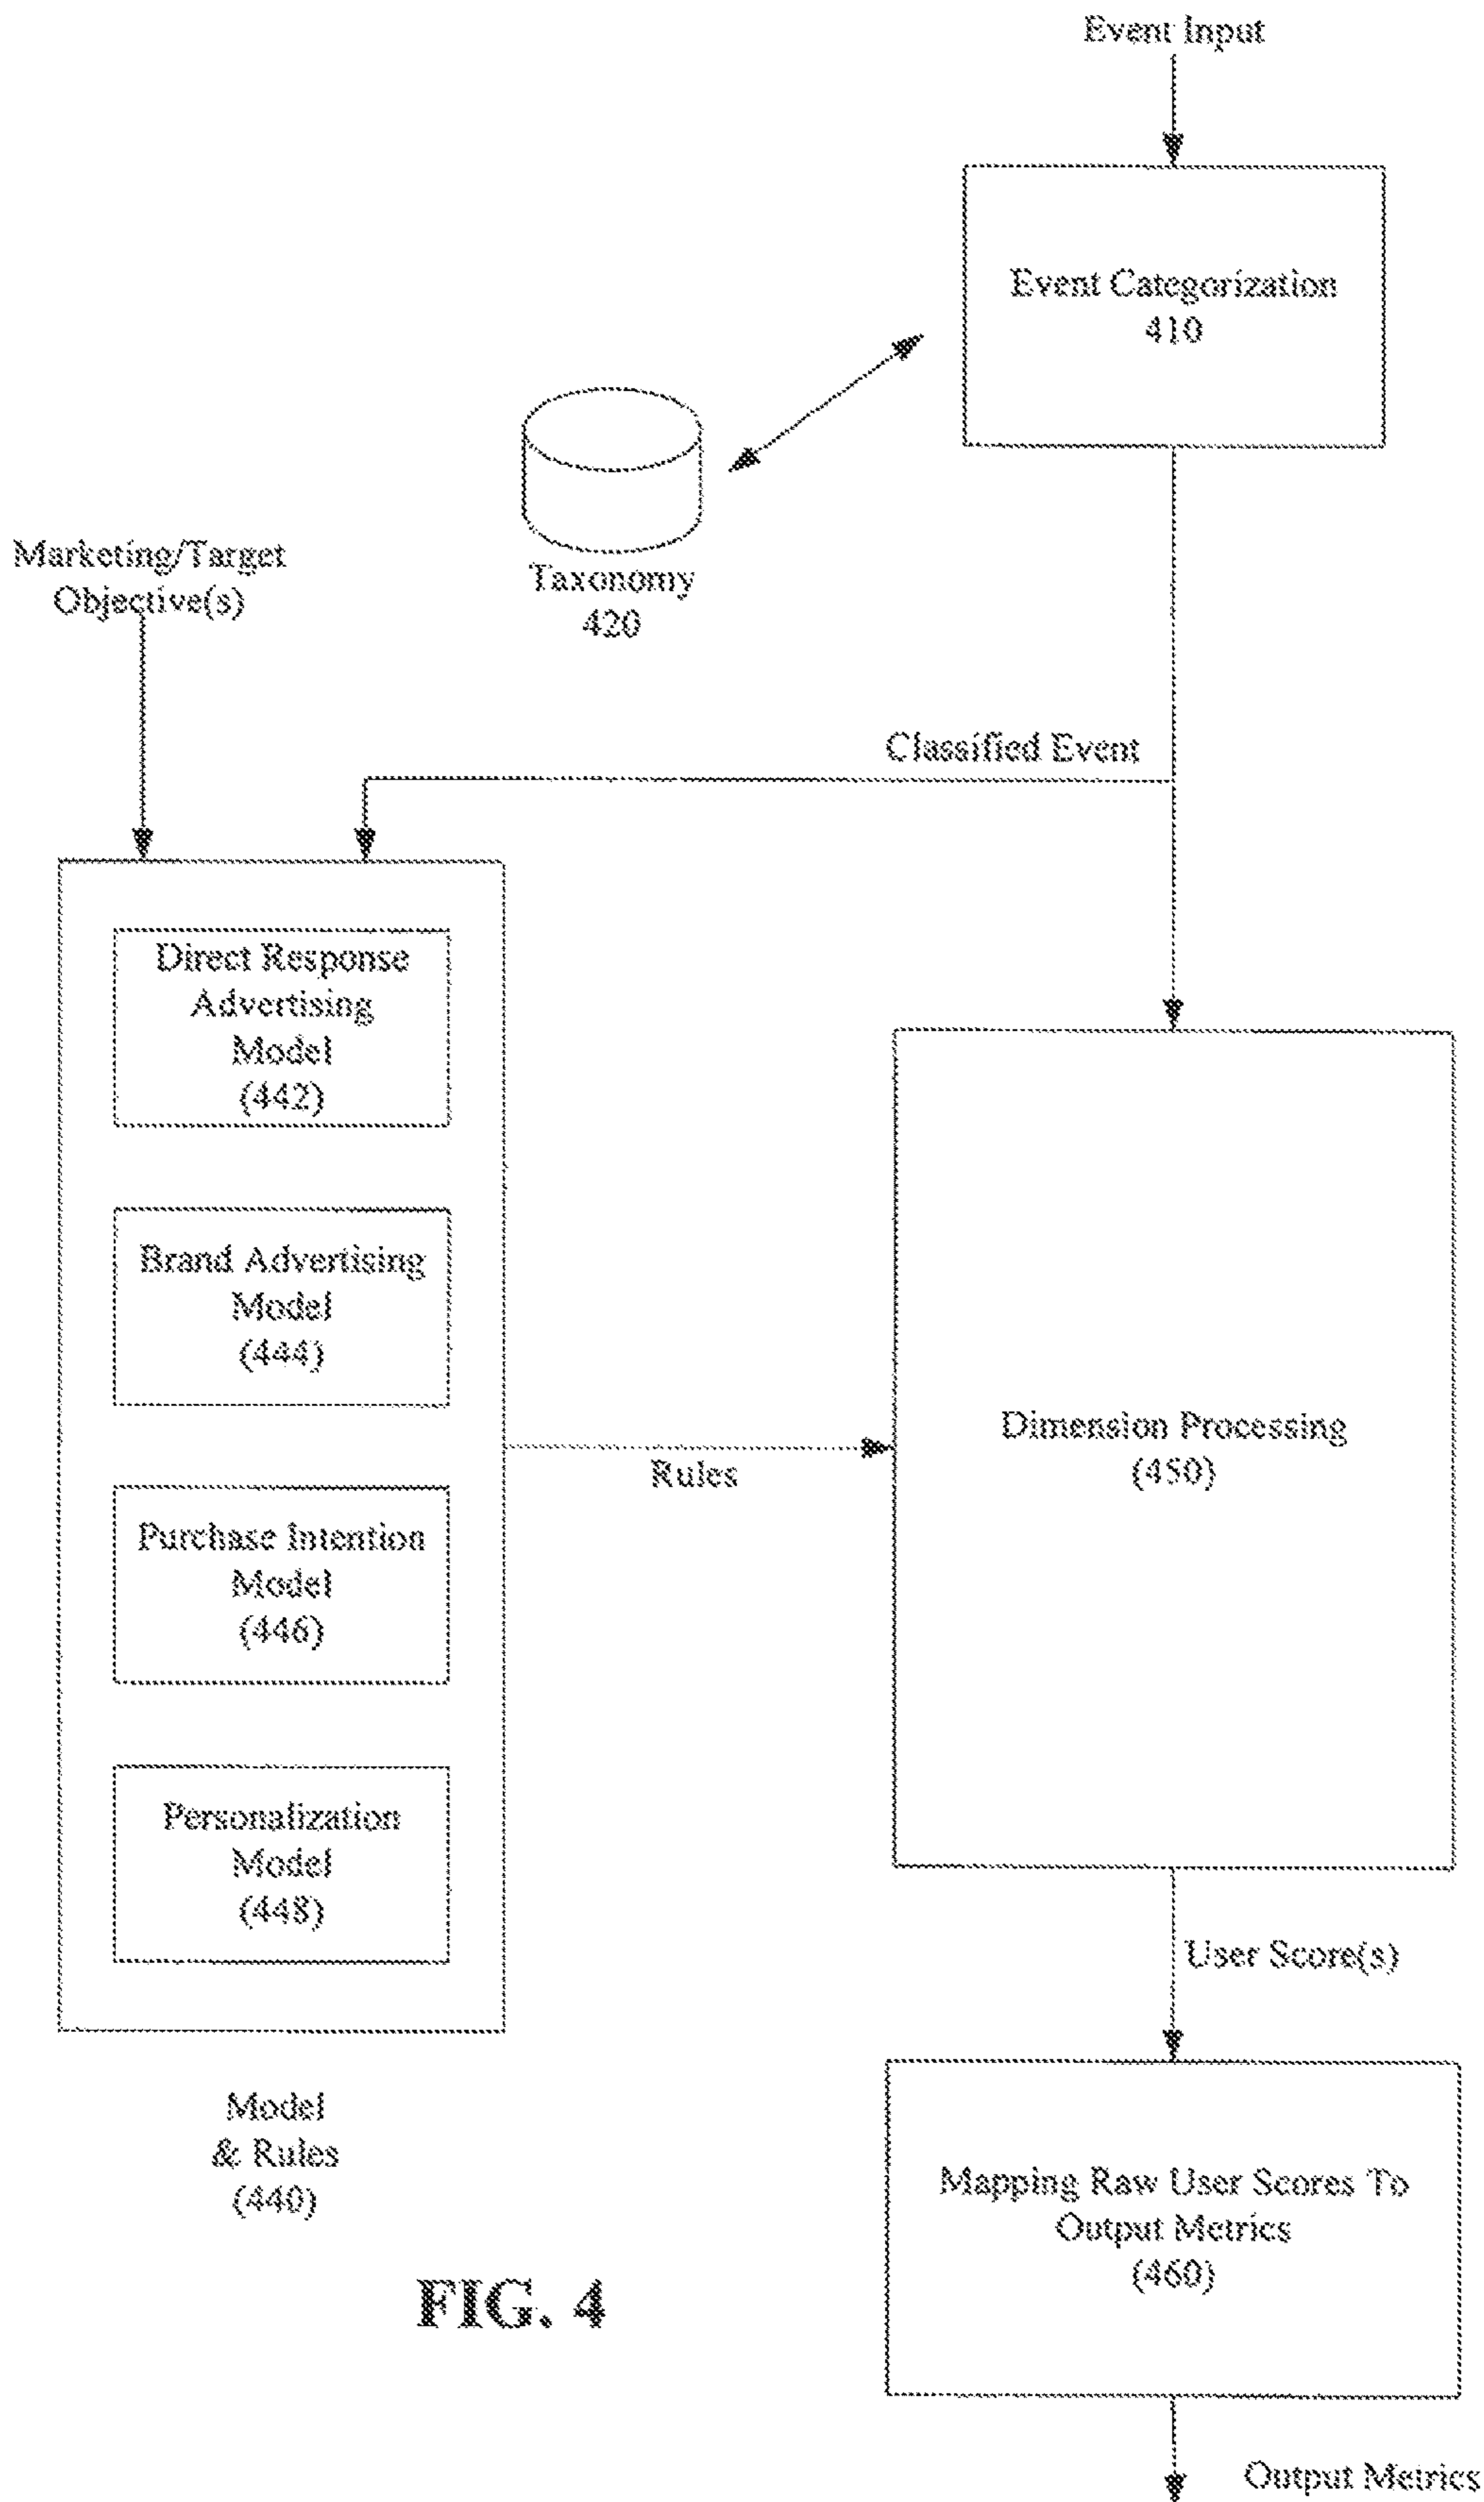 Event Input
Event Categorization
410
Taxonomy
420
Marketing/Target
Objective(s)
Classified Event
Direct Response
Advertising
Model
(442)
Brand Advertising
Model
(444)
Purchase Intention
Model
(446)
Personalization
Model
(448)
Rules
Dimension Processing
(450)
User Score(s)
Model
& Rules
(440)
Mapping Raw User Scores To
Output Metrics
(460)
FIG. 4
Output Metrics